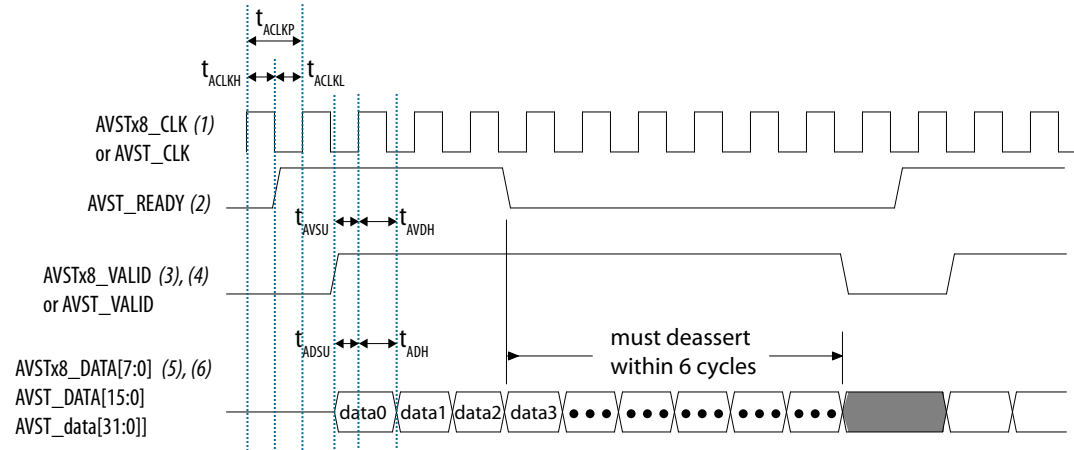 tACLKP
tACLKH
tACLKL
AVSTx8_CLK (1)
or AVST_CLK
AVST_READY (2)
tAVSU
tAVDH
AVSTx8_VALID (3), (4)
or AVST_VALID
tADSU
tADH
must deassert
within 6 cycles
AVSTx8_DATA[7:0] (5), (6)
AVST_DATA[15:0]
AVST_data[31:0]]
data0 data1 data2 data3 ••• ••• ••• ••• •••